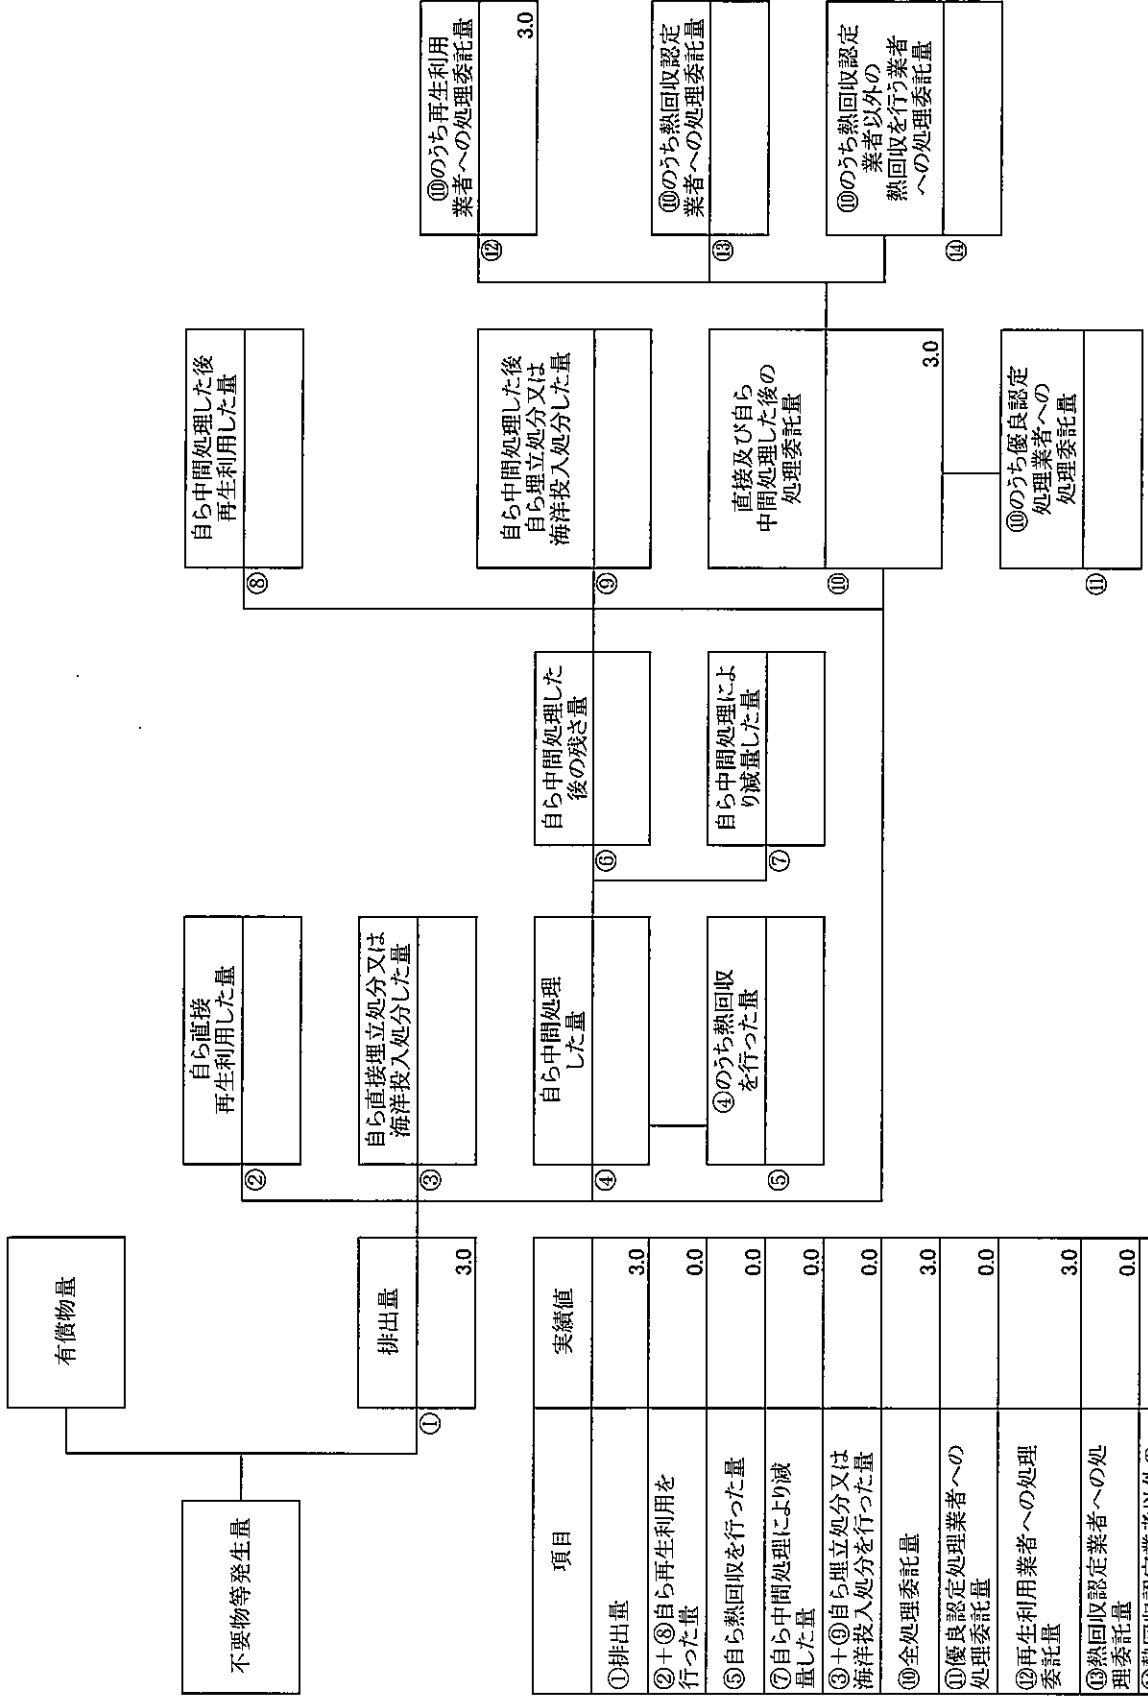 不要物等発生量
有償物量
①
排出量
3.0
②
自ら直接
再生利用した量
③
自ら直接埋立処分又は
海洋投入処分した量
④
自ら中間処理
した量
⑤
④のうち熱回収
を行った量
⑥
自ら中間処理した
後の残さ量
⑦
自ら中間処理によ
り減量した量
⑧
自ら中間処理した後
再生利用した量
⑨
自ら中間処理した後
自ら埋立処分又は
海洋投入処分した量
⑩
直接及び自ら
中間処理した後の
処理委託量
3.0
⑪
⑩のうち優良認定
処理業者への
処理委託量
⑫
⑩のうち再生利用
業者への処理委託量
3.0
⑬
⑩のうち熱回収認定
業者への処理委託量
⑭
⑩のうち熱回収認定
業者以外の
熱回収を行う業者
への処理委託量
項目 実績値
①排出量 3.0
②+⑧自ら再生利用を
行った量 0.0
⑤自ら熱回収を行った量 0.0
⑦自ら中間処理により減
量した量 0.0
③+⑨自ら埋立処分又は
海洋投入処分を行った量 0.0
⑩全処理委託量 3.0
⑪優良認定処理業者への
処理委託量 0.0
⑫再生利用業者への処理
委託量 3.0
⑬熱回収認定業者への処
理委託量 0.0